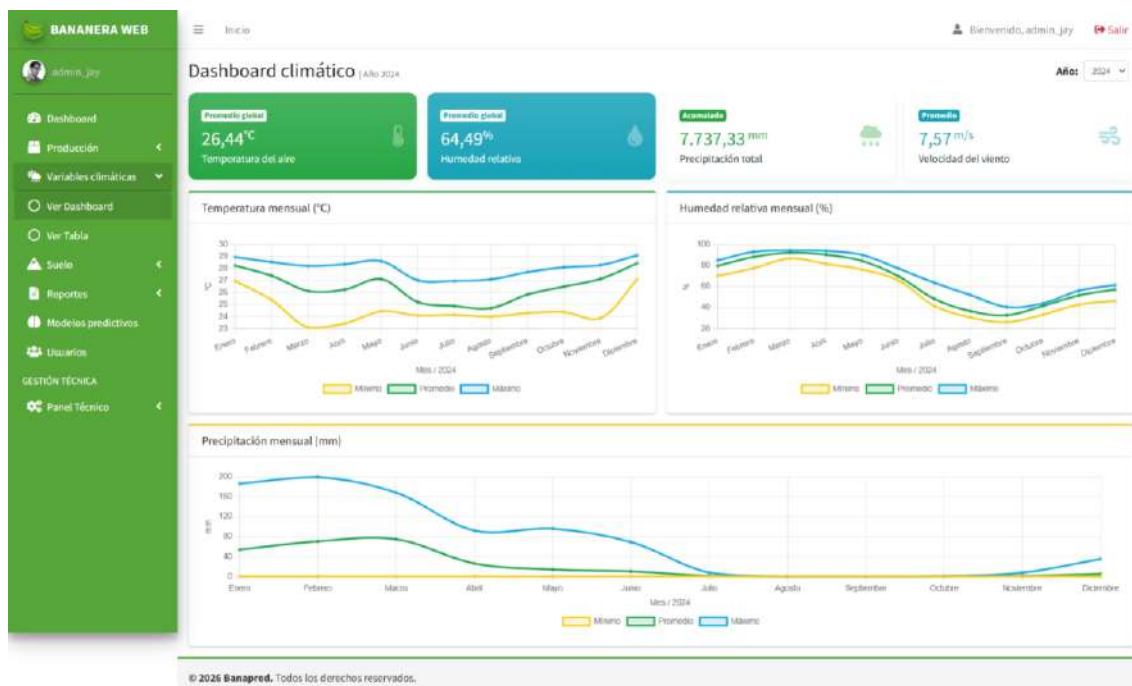 BANANERA WEB
Inicio
Bienvenido, admin_jay
Salir
admin_jay
Dashboard
Producción
Variables climáticas
Ver Dashboard
Ver Tabla
Suelo
Reportes
Modelos predictivos
Usuarios
GESTIÓN TÉCNICA
Panel Técnico
Dashboard climático | Año 2024
Año: 2024
Promedio global
26,44°C
Temperatura del aire
Promedio global
64,49%
Humedad relativa
Acumulado
7.737,33 mm
Precipitación total
Promedio
7,57 m/s
Velocidad del viento
Temperatura mensual (°C)
30
29
28
27
26
25
24
23
°C
Enero Febrero Marzo Abril Mayo Junio Julio Agosto Septiembre Octubre Noviembre Diciembre
Mes / 2024
Mínimo Promedio Máximo
Humedad relativa mensual (%)
100
80
60
40
20
%
Enero Febrero Marzo Abril Mayo Junio Julio Agosto Septiembre Octubre Noviembre Diciembre
Mes / 2024
Mínimo Promedio Máximo
Precipitación mensual (mm)
200
160
120
80
40
0
mm
Enero Febrero Marzo Abril Mayo Junio Julio Agosto Septiembre Octubre Noviembre Diciembre
Mes / 2024
Mínimo Promedio Máximo
© 2026 Banapred. Todos los derechos reservados.